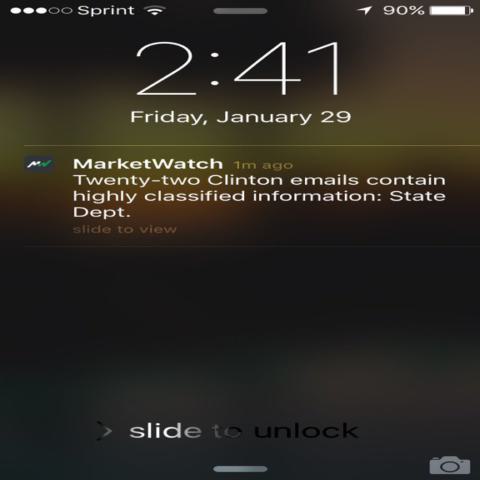 Sprint 90%
2:41
Friday, January 29
MarketWatch 1m ago
Twenty-two Clinton emails contain
highly classified information: State
Dept.
slide to view
> slide to unlock